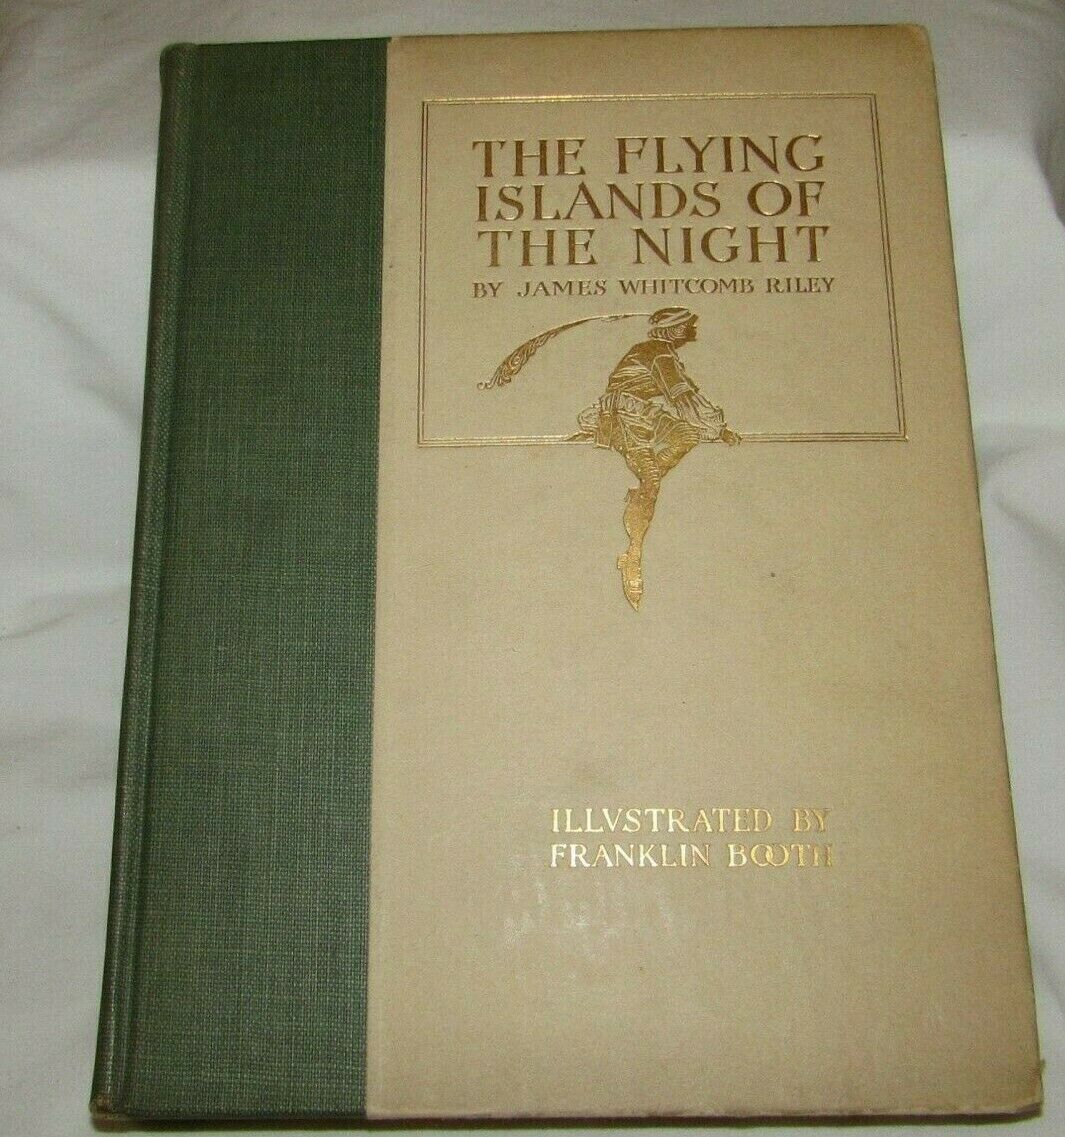 THE FLYING
ISLANDS OF
THE NIGHT
BY JAMES WHITCOMB RILEY
ILLVSTRATED BY
FRANKLIN BOOTH